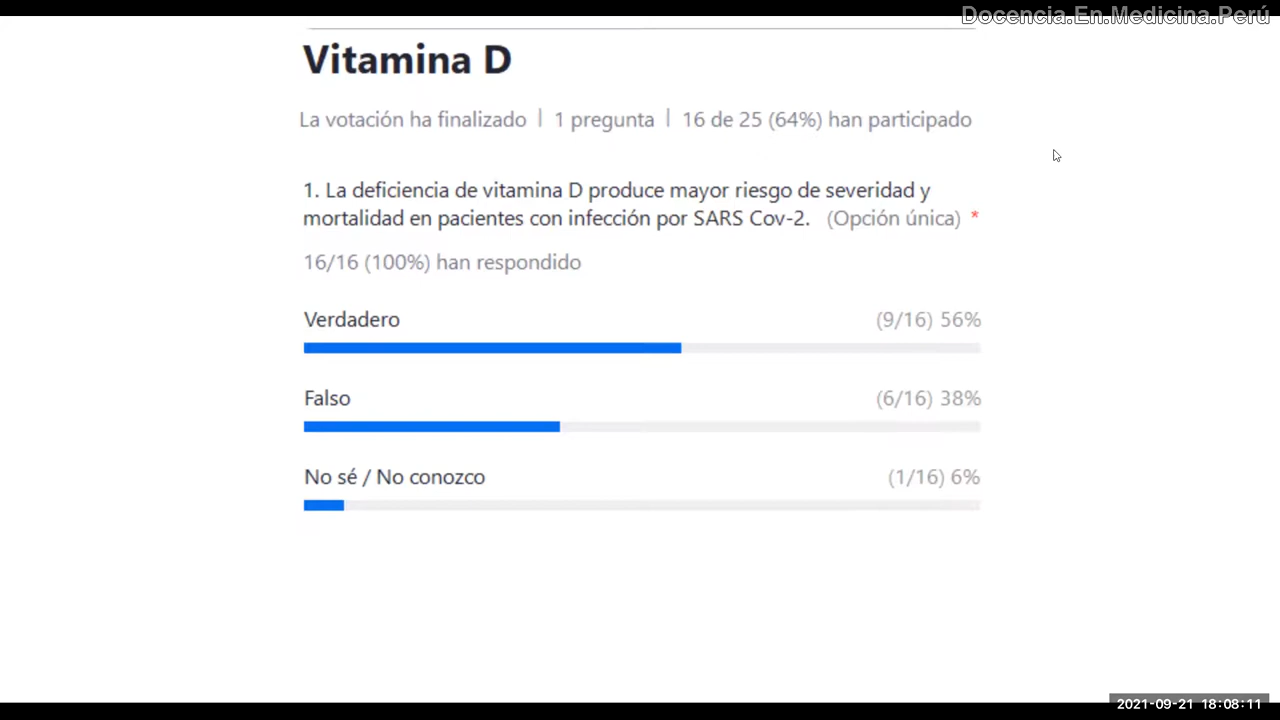 Docencia.En.Medicina.Perú
Vitamina D
La votación ha finalizado | 1 pregunta | 16 de 25 (64%) han participado
1. La deficiencia de vitamina D produce mayor riesgo de severidad y
mortalidad en pacientes con infección por SARS Cov-2. (Opción única) *
16/16 (100%) han respondido
Verdadero (9/16) 56%
Falso (6/16) 38%
No sé / No conozco (1/16) 6%
2021-09-21 18:08:11